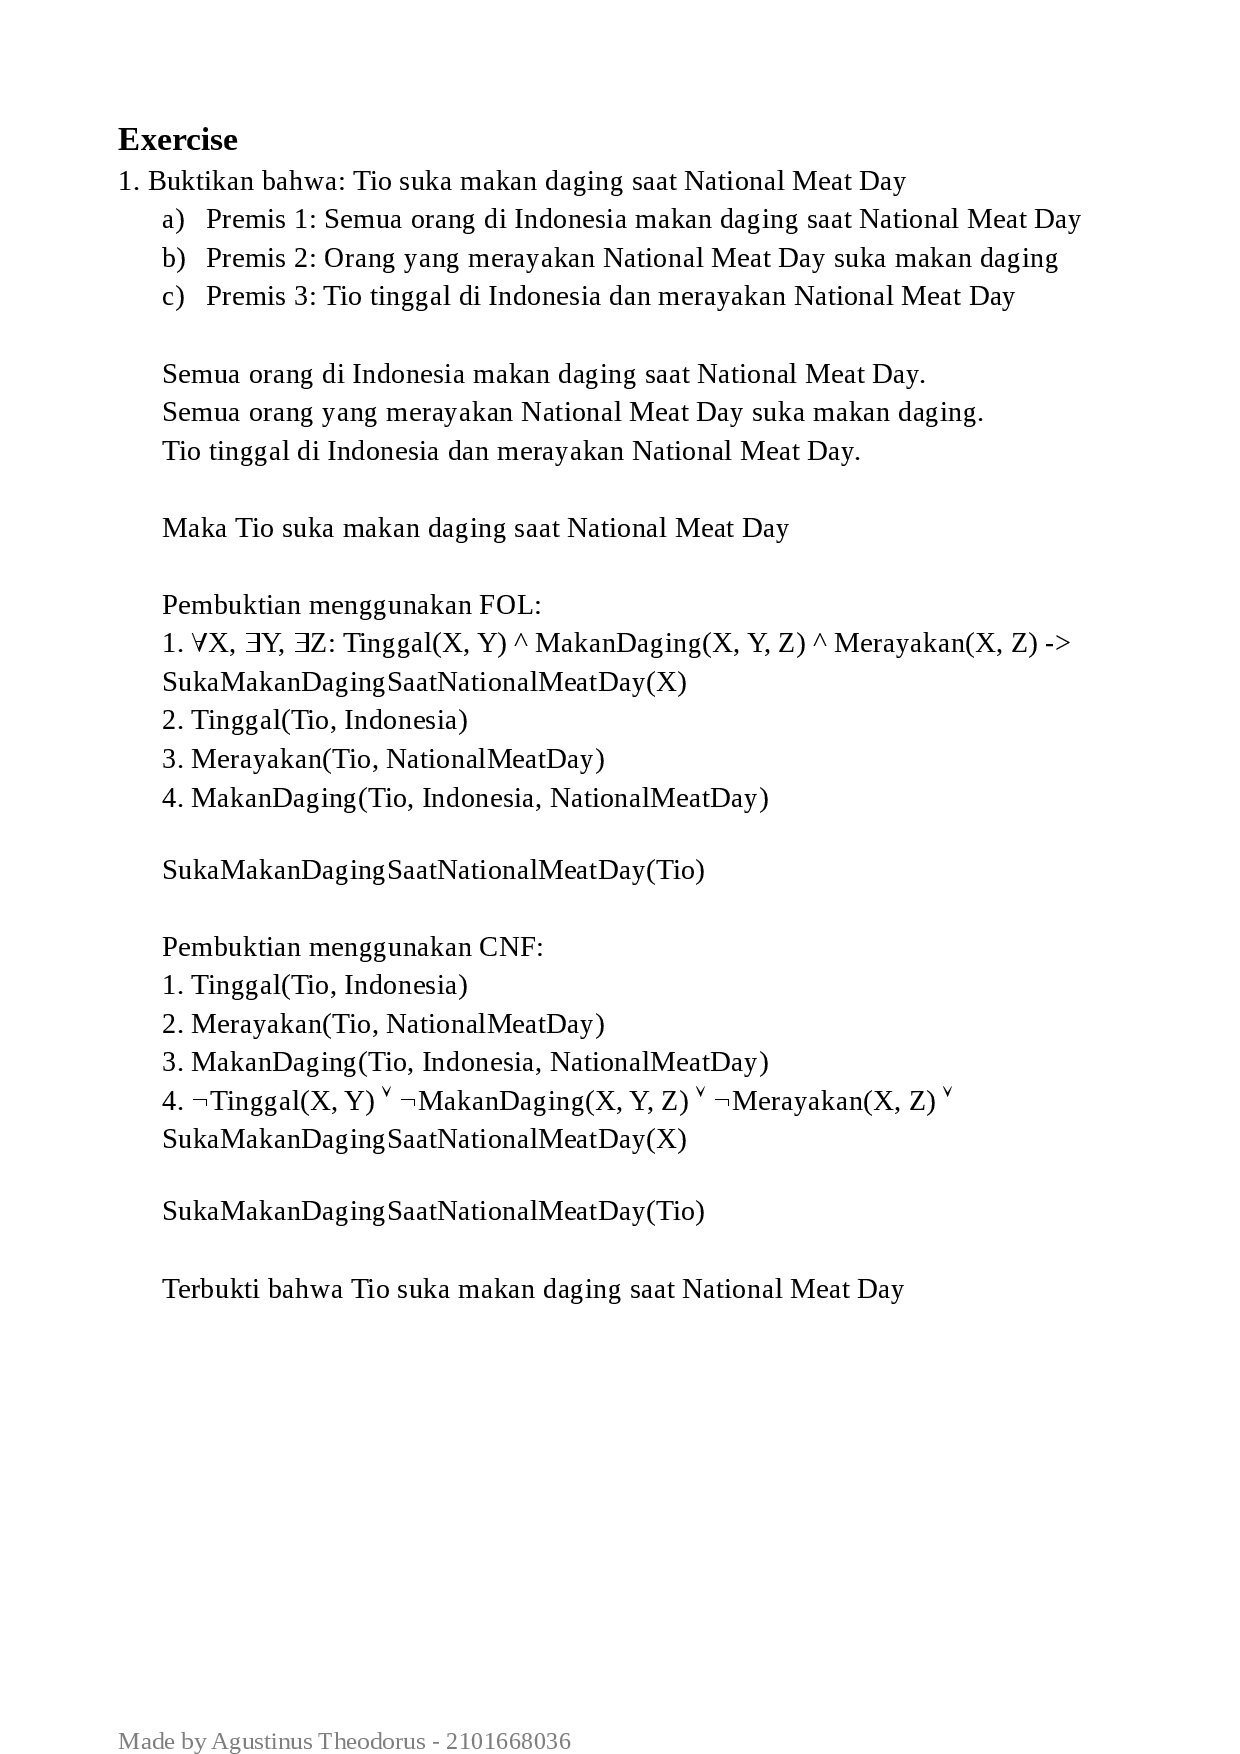 Exercise
1. Buktikan bahwa: Tio suka makan daging saat National Meat Day
a) Premis 1: Semua orang di Indonesia makan daging saat National Meat Day
b) Premis 2: Orang yang merayakan National Meat Day suka makan daging
c) Premis 3: Tio tinggal di Indonesia dan merayakan National Meat Day
Semua orang di Indonesia makan daging saat National Meat Day.
Semua orang yang merayakan National Meat Day suka makan daging.
Tio tinggal di Indonesia dan merayakan National Meat Day.
Maka Tio suka makan daging saat National Meat Day
Pembuktian menggunakan FOL:
1. ∀X, ∃Y, ∃Z: Tinggal(X, Y) ^ MakanDaging(X, Y, Z) ^ Merayakan(X, Z) ->
SukaMakanDagingSaatNationalMeatDay(X)
2. Tinggal(Tio, Indonesia)
3. Merayakan(Tio, NationalMeatDay)
4. MakanDaging(Tio, Indonesia, NationalMeatDay)
SukaMakanDagingSaatNationalMeatDay(Tio)
Pembuktian menggunakan CNF:
1. Tinggal(Tio, Indonesia)
2. Merayakan(Tio, NationalMeatDay)
3. MakanDaging(Tio, Indonesia, NationalMeatDay)
4. ¬Tinggal(X, Y) ˅ ¬MakanDaging(X, Y, Z) ˅ ¬Merayakan(X, Z) ˅
SukaMakanDagingSaatNationalMeatDay(X)
SukaMakanDagingSaatNationalMeatDay(Tio)
Terbukti bahwa Tio suka makan daging saat National Meat Day
Made by Agustinus Theodorus - 2101668036